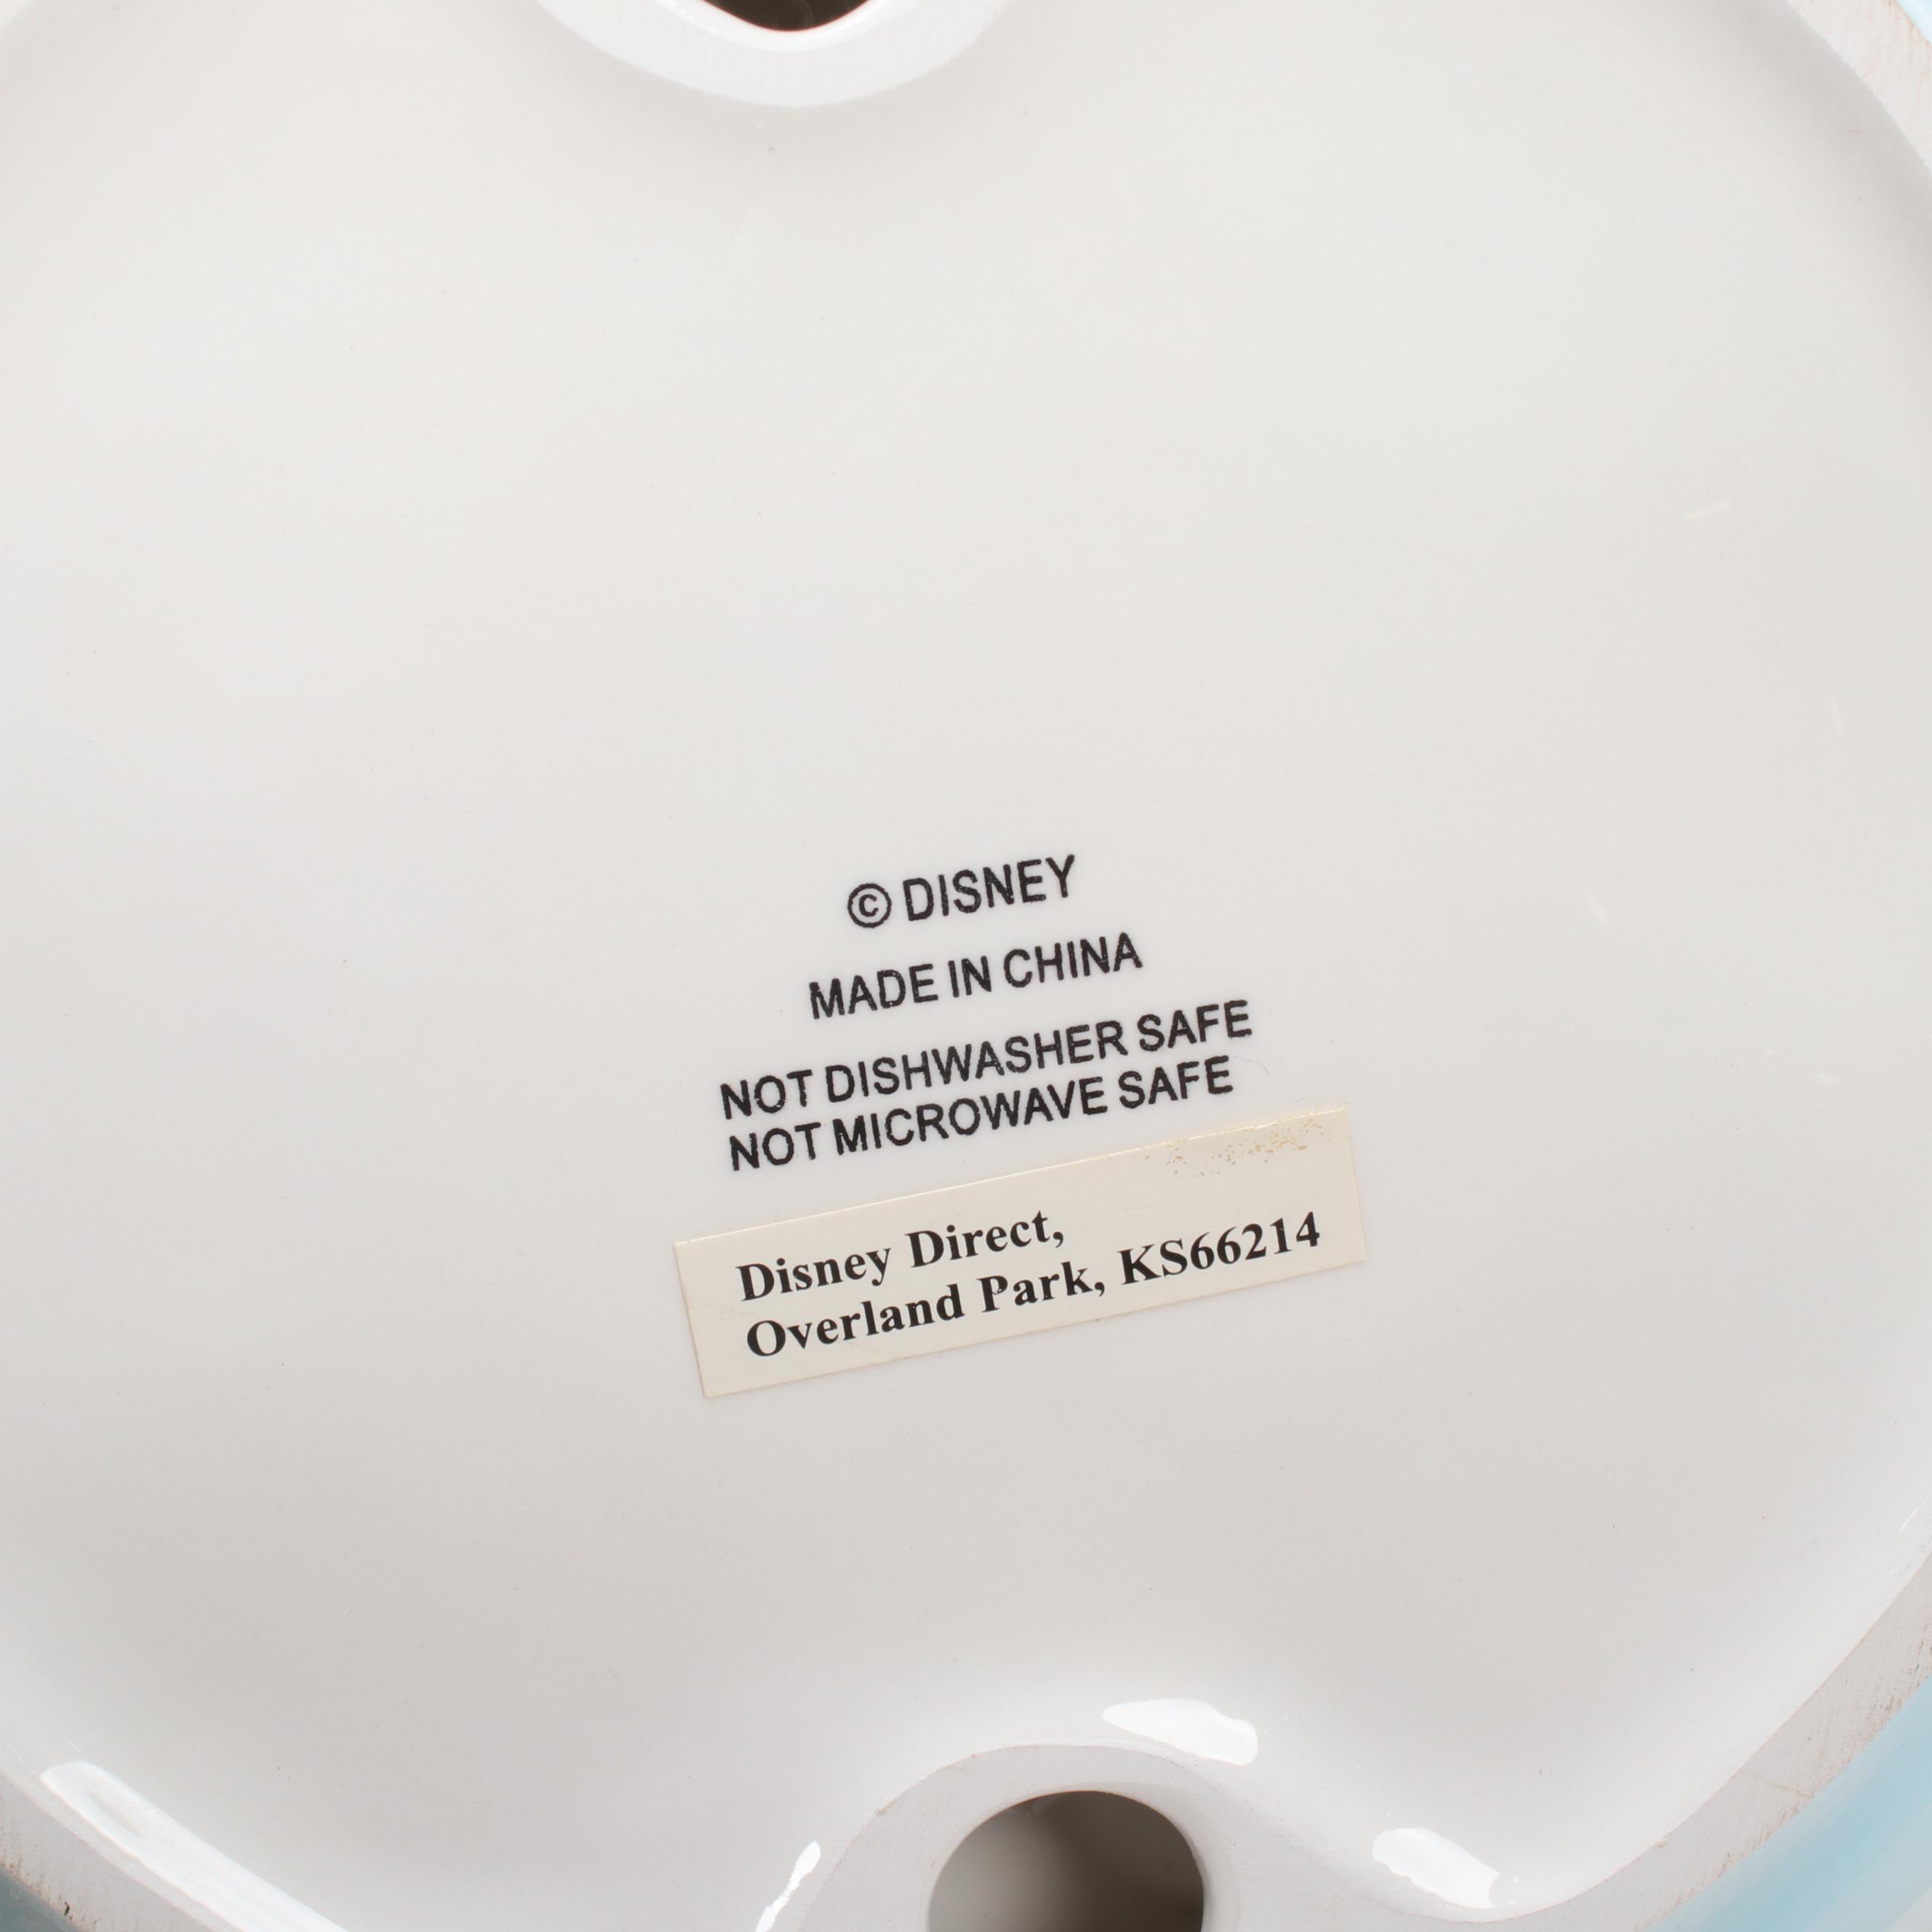 © DISNEY
MADE IN CHINA
NOT DISHWASHER SAFE
NOT MICROWAVE SAFE
Disney Direct,
Overland Park, KS66214